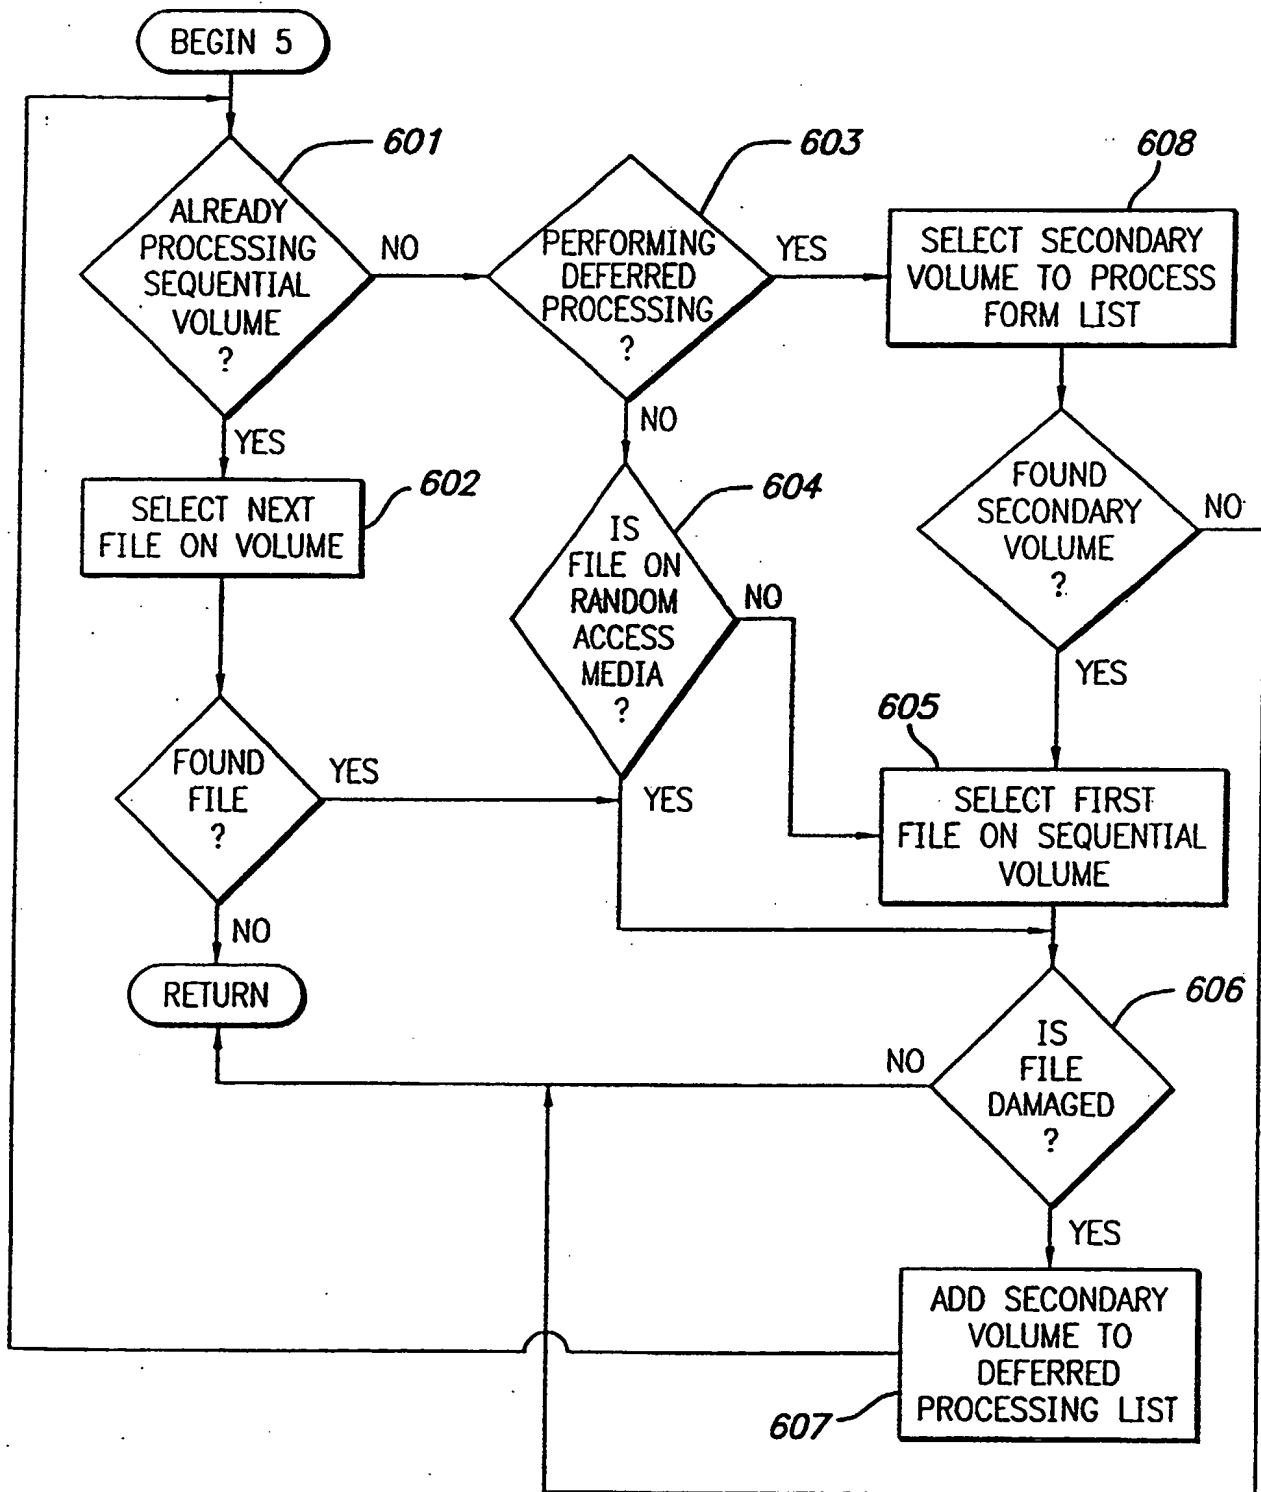 BEGIN 5
601
ALREADY
PROCESSING
SEQUENTIAL
VOLUME
?
NO
YES
603
PERFORMING
DEFERRED
PROCESSING
?
YES
NO
608
SELECT SECONDARY
VOLUME TO PROCESS
FORM LIST
602
SELECT NEXT
FILE ON VOLUME
604
IS
FILE ON
RANDOM
ACCESS
MEDIA
?
NO
YES
FOUND
SECONDARY
VOLUME
?
NO
YES
FOUND
FILE
?
YES
NO
605
SELECT FIRST
FILE ON SEQUENTIAL
VOLUME
RETURN
606
IS
FILE
DAMAGED
?
NO
YES
ADD SECONDARY
VOLUME TO
DEFERRED
PROCESSING LIST
607